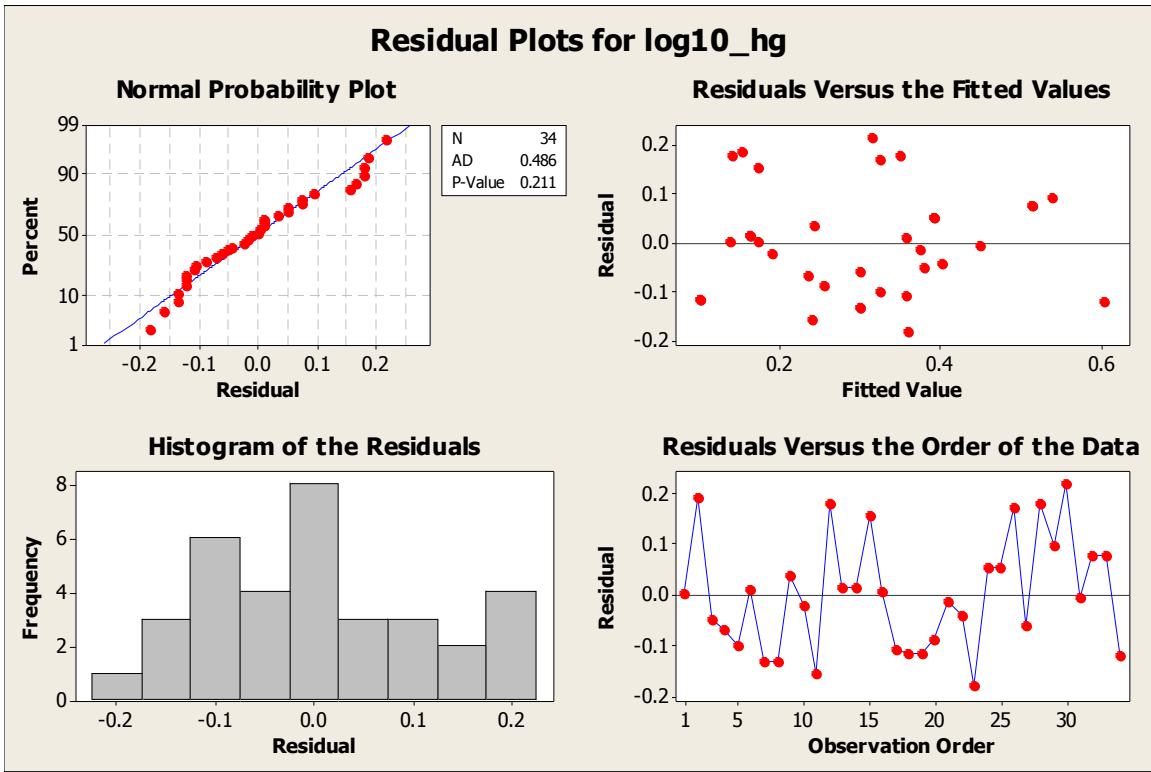 Residual Plots for log10_hg
Normal Probability Plot
99
90
50
10
1
Percent
-0.2 -0.1 0.0 0.1 0.2
Residual
N 34
AD 0.486
P-Value 0.211
Residuals Versus the Fitted Values
0.2
0.1
0.0
-0.1
-0.2
Residual
0.2 0.4 0.6
Fitted Value
Histogram of the Residuals
8
6
4
2
0
Frequency
-0.2 -0.1 0.0 0.1 0.2
Residual
Residuals Versus the Order of the Data
0.2
0.1
0.0
-0.1
-0.2
Residual
1 5 10 15 20 25 30
Observation Order